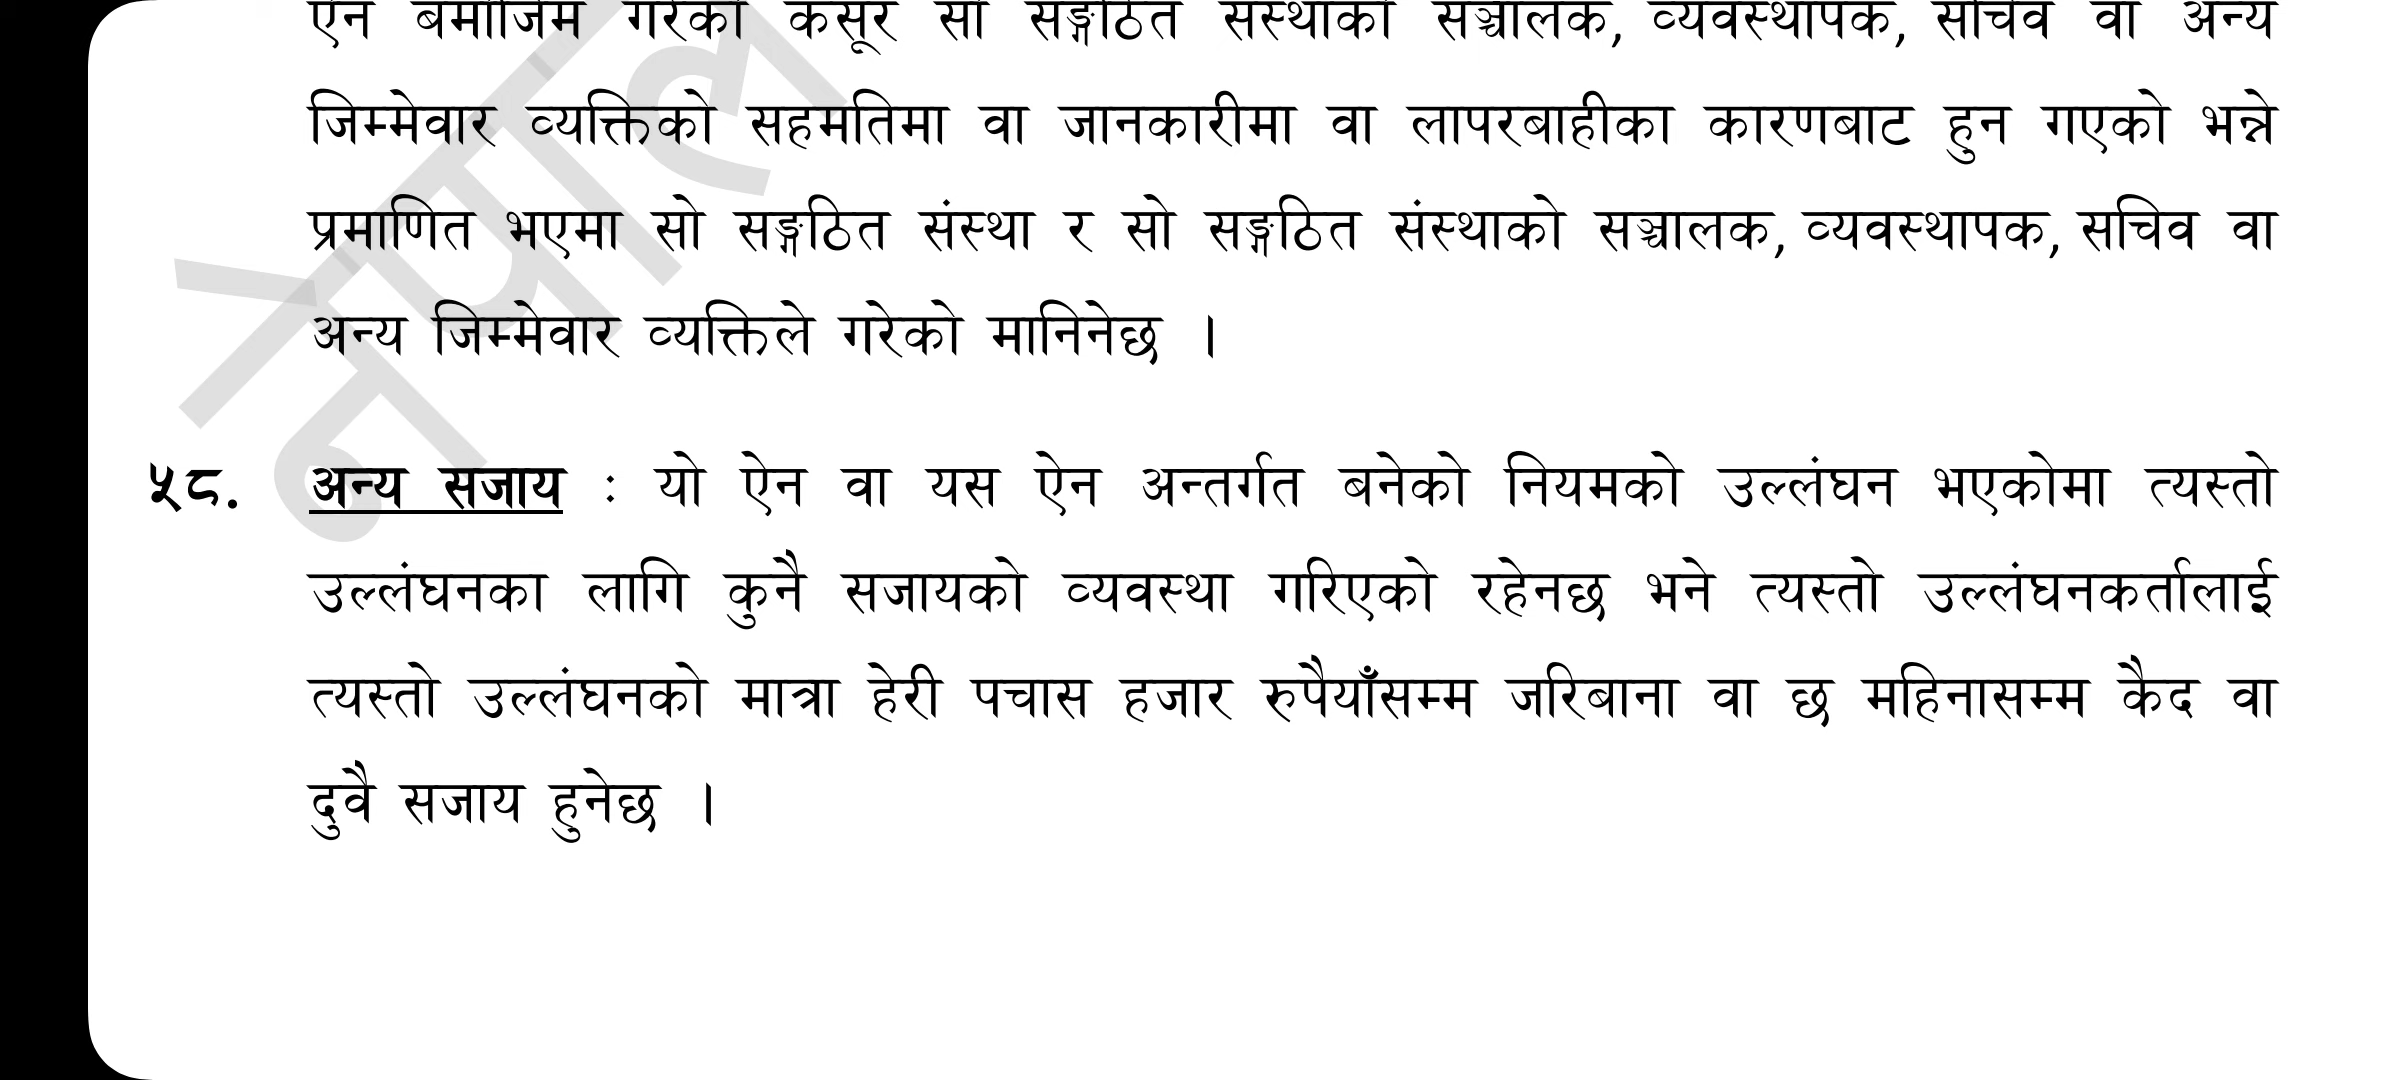 ऐन बमोजिम गरेको कसूर सो सङ्गठित संस्थाको सञ्चालक, व्यवस्थापक, सचिव वा अन्य
जिम्मेवार व्यक्तिको सहमतिमा वा जानकारीमा वा लापरबाहीका कारणबाट हुन गएको भन्ने
प्रमाणित भएमा सो सङ्गठित संस्था र सो सङ्गठित संस्थाको सञ्चालक, व्यवस्थापक, सचिव वा
अन्य जिम्मेवार व्यक्तिले गरेको मानिनेछ ।
५८. अन्य सजाय : यो ऐन वा यस ऐन अन्तर्गत बनेको नियमको उल्लंघन भएकोमा त्यस्तो
उल्लंघनका लागि कुनै सजायको व्यवस्था गरिएको रहेनछ भने त्यस्तो उल्लंघनकर्तालाई
त्यस्तो उल्लंघनको मात्रा हेरी पचास हजार रुपैयाँसम्म जरिबाना वा छ महिनासम्म कैद वा
दुवै सजाय हुनेछ ।
नेपाल